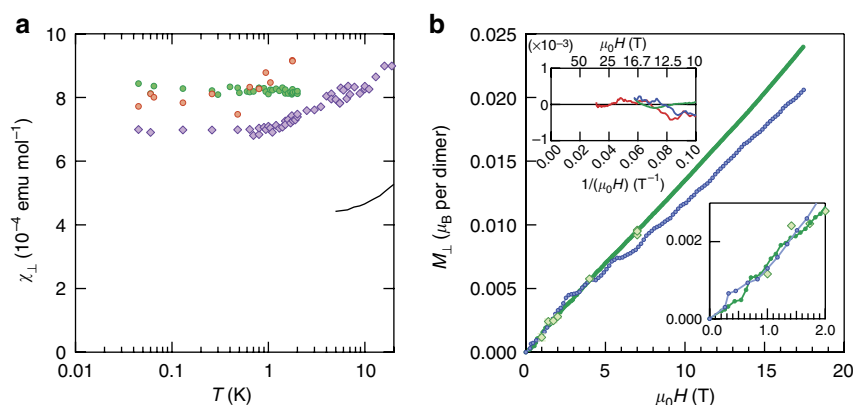 a
10
8
6
4
2
0
0.01
0.1
1
10
T (K)
χ⊥ (10⁻⁴ emu mol⁻¹)
b
0.025
0.020
0.015
0.010
0.005
0.000
0
5
10
15
20
μ₀H (T)
M⊥ (μB per dimer)
(×10⁻³)
μ₀H (T)
50 25 16.7 12.5 10
1
0
−1
0.00 0.02 0.04 0.06 0.08 0.10
1/(μ₀H) (T⁻¹)
0.002
0.000
0.0 1.0 2.0